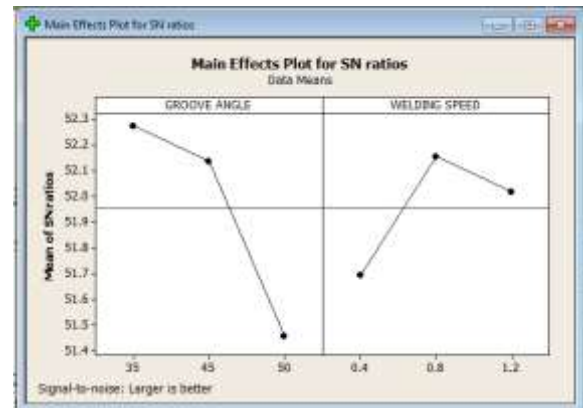 Main Effects Plot for SN ratios
Main Effects Plot for SN ratios
Data Means
GROOVE ANGLE
WELDING SPEED
Mean of SN ratios
52.3
52.2
52.1
52.0
51.9
51.8
51.7
51.6
51.5
51.4
35 45 50
0.4 0.8 1.2
Signal-to-noise: Larger is better